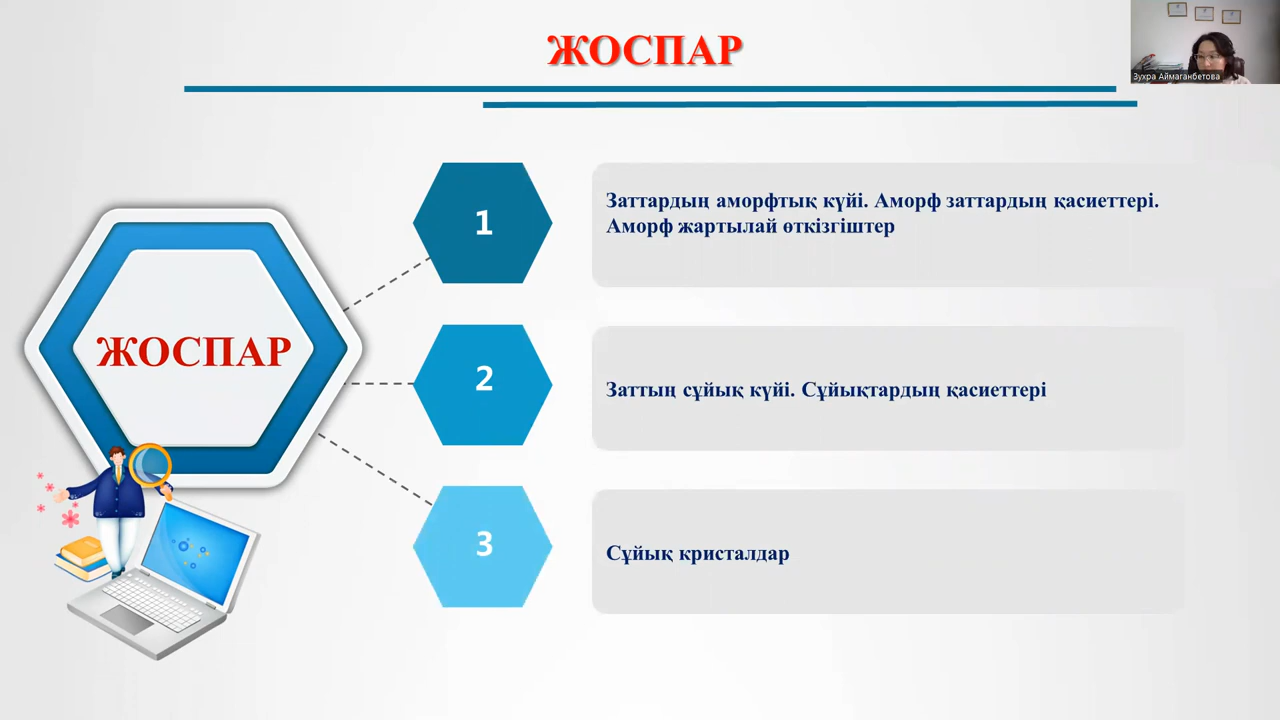 ЖОСПАР
Зухра Аймаганбетова
ЖОСПАР
1
Заттардың аморфтық күйі. Аморф заттардың қасиеттері.
Аморф жартылай өткізгіштер
2
Заттың сұйық күйі. Сұйықтардың қасиеттері
3
Сұйық кристалдар